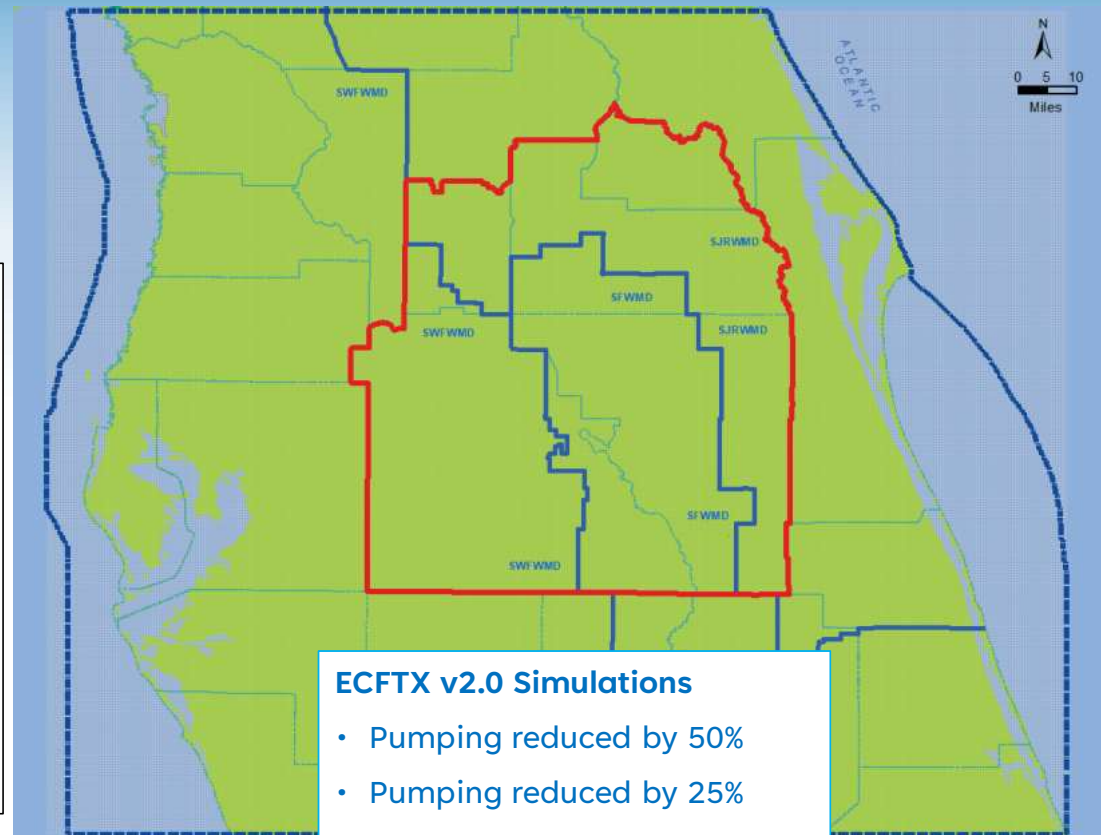 N
0 5 10
Miles
ATLANTIC
OCEAN
SWFWMD
SJRWMD
SFWMD
SWFWMD
SJRWMD
SFWMD
SWFWMD
ECFTX v2.0 Simulations
• Pumping reduced by 50%
• Pumping reduced by 25%